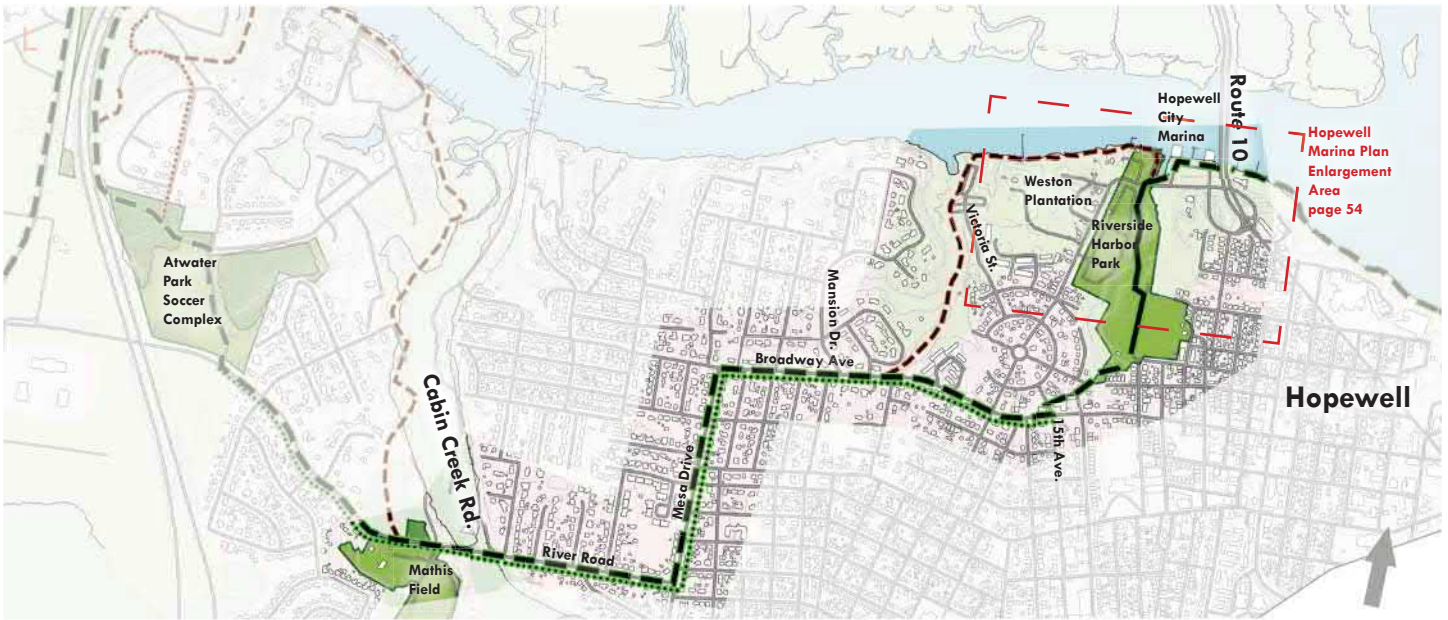 Hopewell
City
Marina
Route 10
Hopewell
Marina Plan
Enlargement
Area
page 54
Weston
Plantation
Victoria St.
Riverside
Harbor
Park
Atwater
Park
Soccer
Complex
Mansion Dr.
Broadway Ave
Hopewell
Cabin Creek Rd.
15th Ave.
Mesa Drive
River Road
Mathis
Field